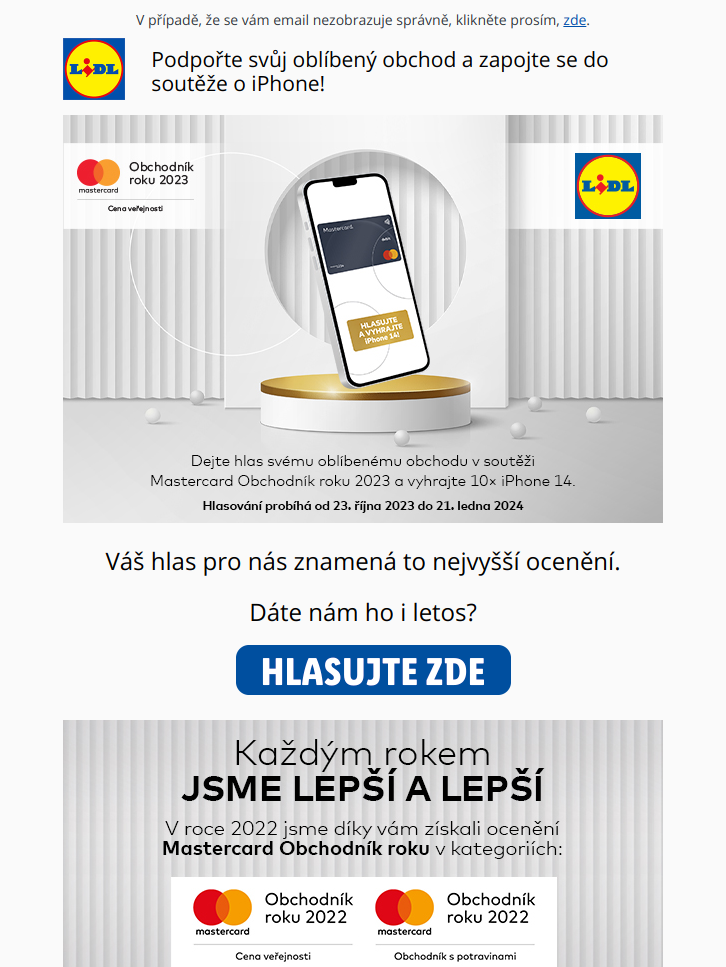 V případě, že se vám email nezobrazuje správně, klikněte prosím, zde.
LIDL
Podpořte svůj oblíbený obchod a zapojte se do
soutěže o iPhone!
mastercard
Obchodník
roku 2023
Cena veřejnosti
LIDL
Mastercard
HLASUJTE
A VYHRAJTE
iPhone 14!
Dejte hlas svému oblíbenému obchodu v soutěži
Mastercard Obchodník roku 2023 a vyhrajte 10× iPhone 14.
Hlasování probíhá od 23. října 2023 do 21. ledna 2024
Váš hlas pro nás znamená to nejvyšší ocenění.
Dáte nám ho i letos?
HLASUJTE ZDE
Každým rokem
JSME LEPŠÍ A LEPŠÍ
V roce 2022 jsme díky vám získali ocenění
Mastercard Obchodník roku v kategoriích:
mastercard
Obchodník
roku 2022
Cena veřejnosti
mastercard
Obchodník
roku 2022
Obchodník s potravinami